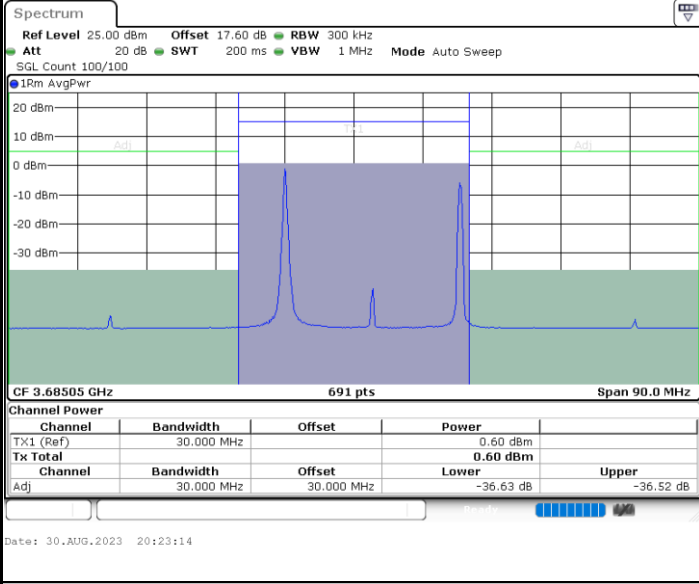 Spectrum
Ref Level 25.00 dBm Offset 17.60 dB RBW 300 kHz
Att 20 dB SWT 200 ms VBW 1 MHz Mode Auto Sweep
SGL Count 100/100
1Rm AvgPwr
20 dBm
TX1
10 dBm
Adj Adj
0 dBm
-10 dBm
-20 dBm
-30 dBm
CF 3.68505 GHz 691 pts Span 90.0 MHz
Channel Power
Channel Bandwidth Offset Power
TX1 (Ref) 30.000 MHz 0.60 dBm
Tx Total 0.60 dBm
Channel Bandwidth Offset Lower Upper
Adj 30.000 MHz 30.000 MHz -36.63 dB -36.52 dB
Ready
Date: 30.AUG.2023 20:23:14